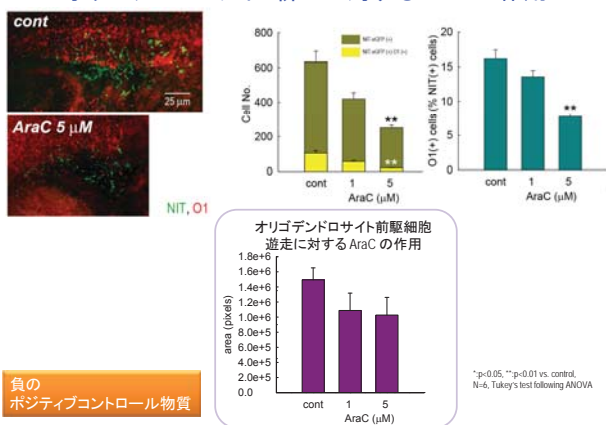 cont
25 μm
AraC 5 μM
NIT, O1
800
600
400
200
0
Cell No.
NIT-eGFP (+)
NIT-eGFP (+) O1 (+)
**
**
cont
1
5
AraC (μM)
20
15
10
5
0
O1(+) cells (% NIT(+) cells)
**
cont
1
5
AraC (μM)
オリゴデンドロサイト前駆細胞
遊走に対する AraC の作用
1.8e+6
1.6e+6
1.4e+6
1.2e+6
1.0e+6
8.0e+5
6.0e+5
4.0e+5
2.0e+5
0.0
area (pixels)
cont
1
5
AraC (μM)
負の
ポジティブコントロール物質
*:p<0.05, **:p<0.01 vs. control,
N=6, Tukey's test following ANOVA